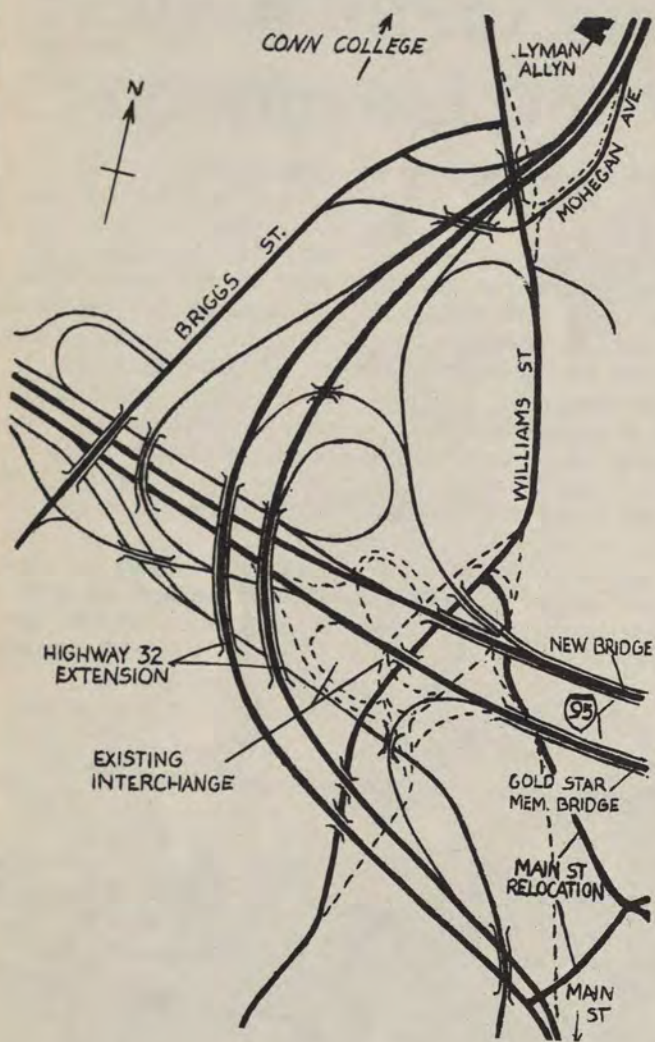 CONN COLLEGE
LYMAN
ALLYN
N
MOHEGAN AVE.
BRIGGS ST.
WILLIAMS ST
HIGHWAY 32
EXTENSION
NEW BRIDGE
95
EXISTING
INTERCHANGE
GOLD STAR
MEM. BRIDGE
MAIN ST
RELOCATION
MAIN
ST